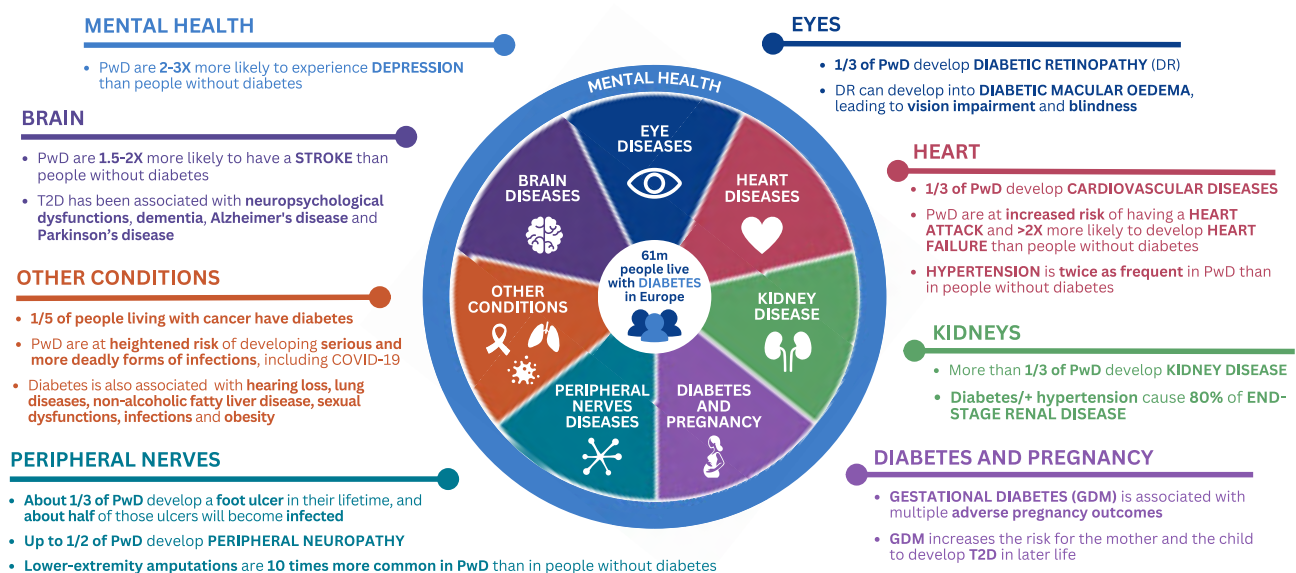 MENTAL HEALTH
• PwD are 2-3X more likely to experience DEPRESSION
than people without diabetes
BRAIN
• PwD are 1.5-2X more likely to have a STROKE than
people without diabetes
• T2D has been associated with neuropsychological
dysfunctions, dementia, Alzheimer's disease and
Parkinson's disease
OTHER CONDITIONS
• 1/5 of people living with cancer have diabetes
• PwD are at heightened risk of developing serious and
more deadly forms of infections, including COVID-19
• Diabetes is also associated with hearing loss, lung
diseases, non-alcoholic fatty liver disease, sexual
dysfunctions, infections and obesity
PERIPHERAL NERVES
• About 1/3 of PwD develop a foot ulcer in their lifetime, and
about half of those ulcers will become infected
• Up to 1/2 of PwD develop PERIPHERAL NEUROPATHY
• Lower-extremity amputations are 10 times more common in PwD than in people without diabetes
MENTAL HEALTH
EYE
DISEASES
HEART
DISEASES
KIDNEY
DISEASE
DIABETES
AND
PREGNANCY
PERIPHERAL
NERVES
DISEASES
OTHER
CONDITIONS
BRAIN
DISEASES
61m
people live
with DIABETES
in Europe
EYES
• 1/3 of PwD develop DIABETIC RETINOPATHY (DR)
• DR can develop into DIABETIC MACULAR OEDEMA,
leading to vision impairment and blindness
HEART
• 1/3 of PwD develop CARDIOVASCULAR DISEASES
• PwD are at increased risk of having a HEART
ATTACK and >2X more likely to develop HEART
FAILURE than people without diabetes
• HYPERTENSION is twice as frequent in PwD than
in people without diabetes
KIDNEYS
• More than 1/3 of PwD develop KIDNEY DISEASE
• Diabetes/+ hypertension cause 80% of END-
STAGE RENAL DISEASE
DIABETES AND PREGNANCY
• GESTATIONAL DIABETES (GDM) is associated with
multiple adverse pregnancy outcomes
• GDM increases the risk for the mother and the child
to develop T2D in later life